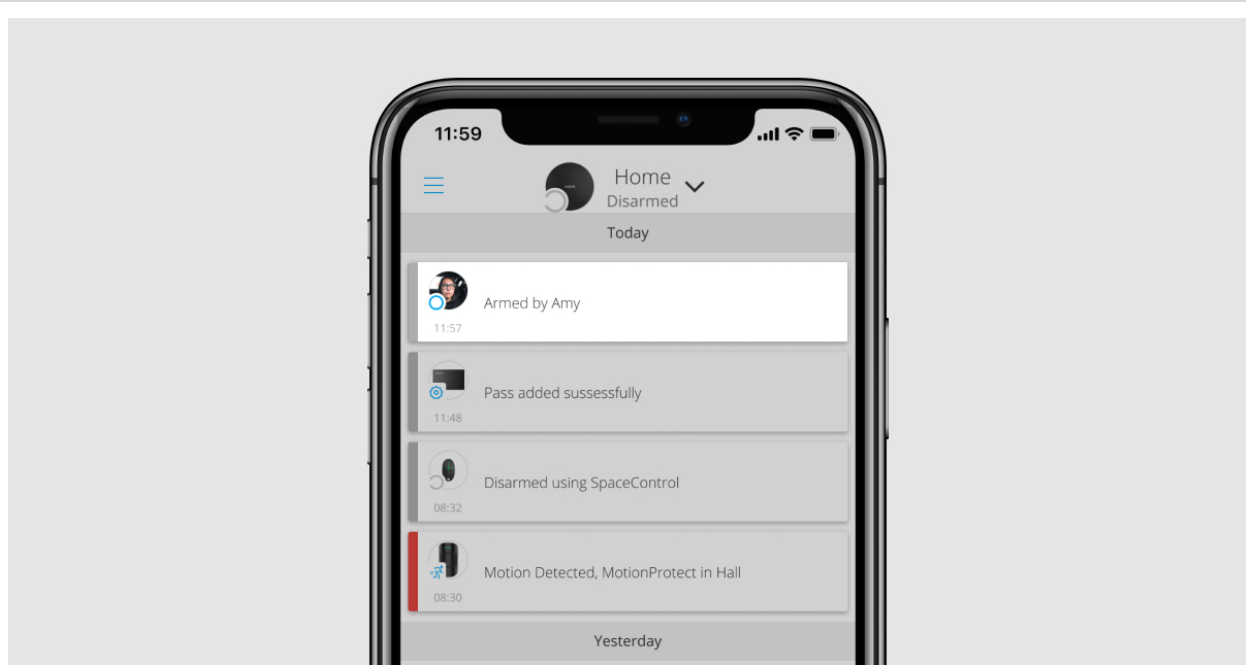 11:59
Home
Disarmed
Today
Armed by Amy
11:57
Pass added sussessfully
11:48
Disarmed using SpaceControl
08:32
Motion Detected, MotionProtect in Hall
08:30
Yesterday